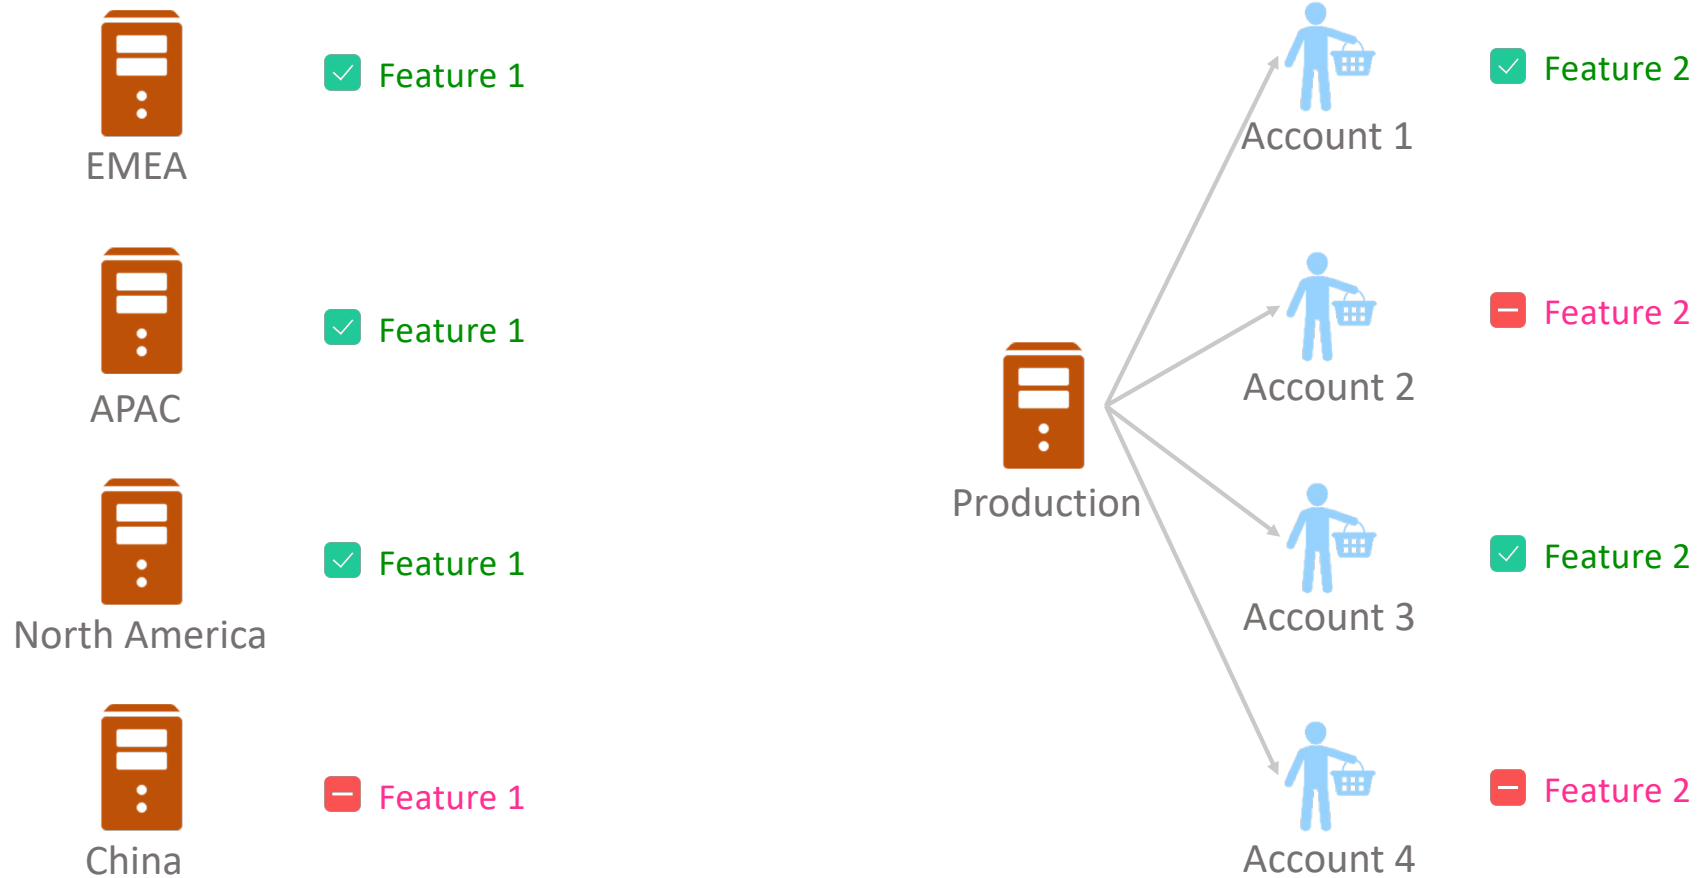 EMEA
Feature 1
APAC
Feature 1
North America
Feature 1
China
Feature 1
Production
Account 1
Feature 2
Account 2
Feature 2
Account 3
Feature 2
Account 4
Feature 2